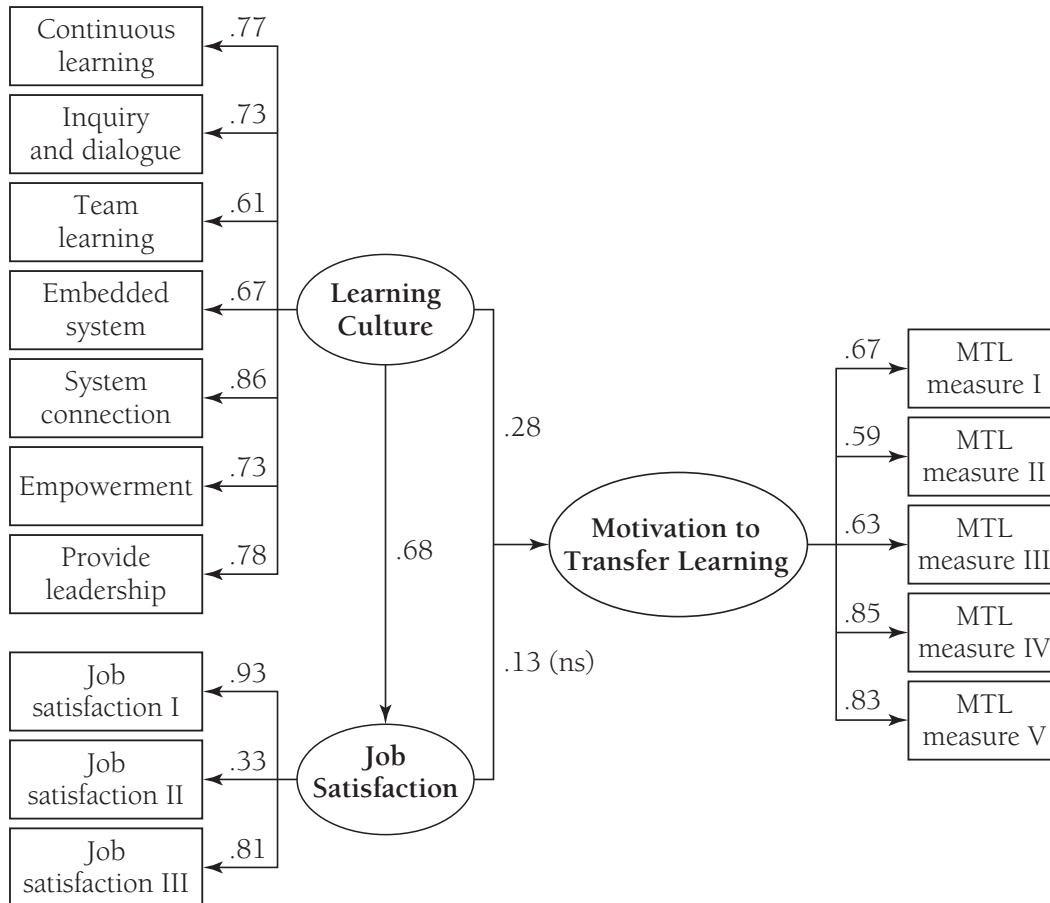 Continuous
learning
.77
Inquiry
and dialogue
.73
Team
learning
.61
Embedded
system
.67
System
connection
.86
Empowerment
.73
Provide
leadership
.78
Learning
Culture
.28
.68
.13 (ns)
Job
satisfaction I
.93
Job
satisfaction II
.33
Job
satisfaction III
.81
Job
Satisfaction
Motivation to
Transfer Learning
.67
MTL
measure I
.59
MTL
measure II
.63
MTL
measure III
.85
MTL
measure IV
.83
MTL
measure V